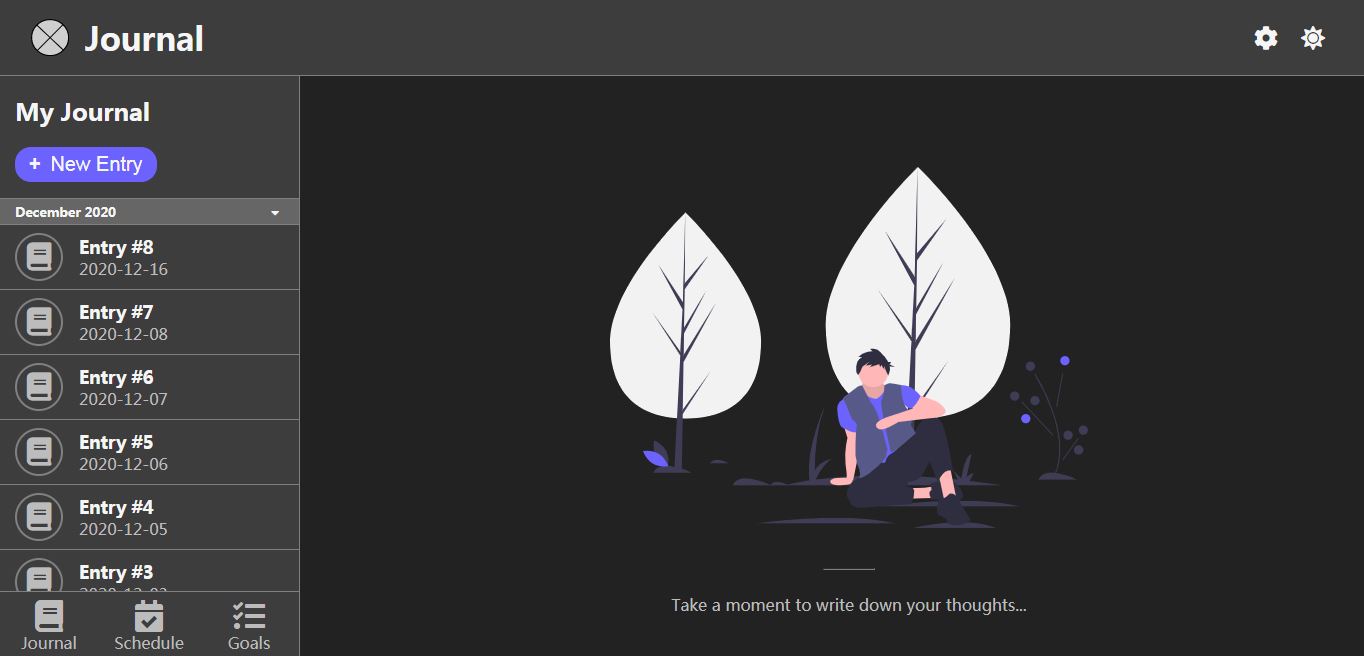 Journal
My Journal
+ New Entry
December 2020
Entry #8
2020-12-16
Entry #7
2020-12-08
Entry #6
2020-12-07
Entry #5
2020-12-06
Entry #4
2020-12-05
Entry #3
Journal
Schedule
Goals
Take a moment to write down your thoughts...